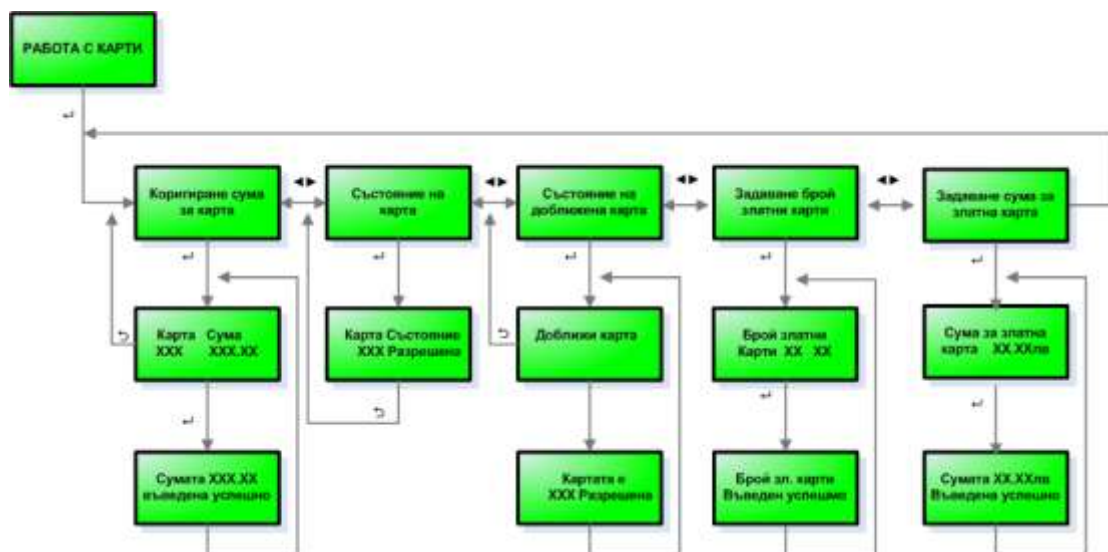 РАБОТА С КАРТИ
Коригиране сума
за карта
Състояние на
карта
Състояние на
доближена карта
Задаване брой
златни карти
Задаване сума за
златна карта
Карта Сума
XXX XXX.XX
Карта Състояние
XXX Разрешена
Доближи карта
Брой златни
Карти XX XX
Сума за златна
карта XX.XXлв
Сумата XXX.XX
въведена успешно
Картата е
XXX Разрешена
Брой зл. карти
Въведен успешмо
Сумата XX.XXлв
Въведена успешно